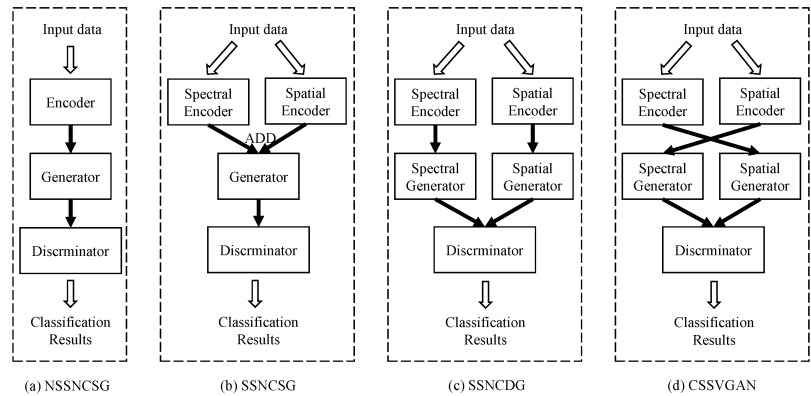 Input data
Encoder
Generator
Discrminator
Classification
Results
(a) NSSNCSG
Input data
Spectral
Encoder
Spatial
Encoder
ADD
Generator
Discrminator
Classification
Results
(b) SSNCSG
Input data
Spectral
Encoder
Spatial
Encoder
Spectral
Generator
Spatial
Generator
Discrminator
Classification
Results
(c) SSNCDG
Input data
Spectral
Encoder
Spatial
Encoder
Spectral
Generator
Spatial
Generator
Discrminator
Classification
Results
(d) CSSVGAN